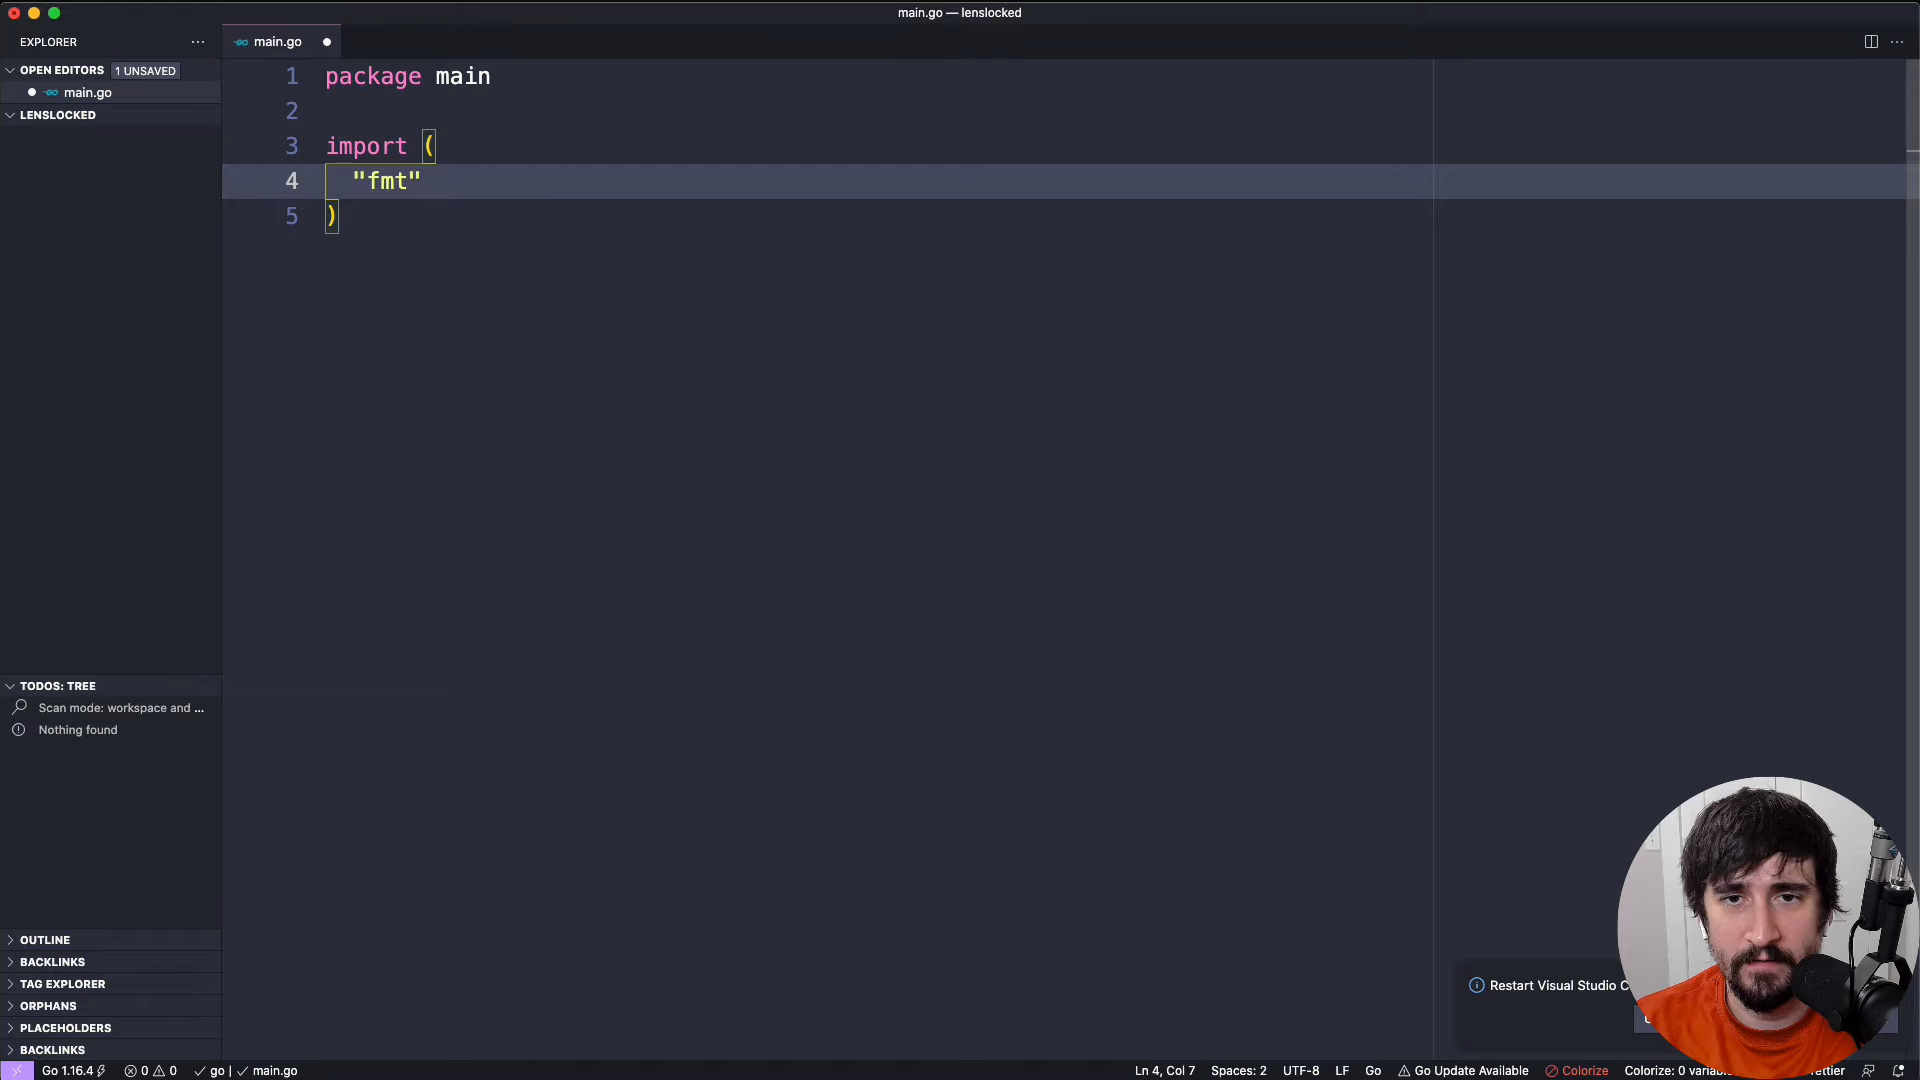 main.go — lenslocked
EXPLORER
main.go
OPEN EDITORS 1 UNSAVED
main.go
LENSLOCKED
1 package main
2
3 import (
4 "fmt"
5 )
TODOS: TREE
Scan mode: workspace and ...
Nothing found
OUTLINE
BACKLINKS
TAG EXPLORER
ORPHANS
PLACEHOLDERS
BACKLINKS
Restart Visual Studio C
Go 1.16.4 0 0 go | main.go Ln 4, Col 7 Spaces: 2 UTF-8 LF Go Go Update Available Colorize Colorize: 0 variab ettier